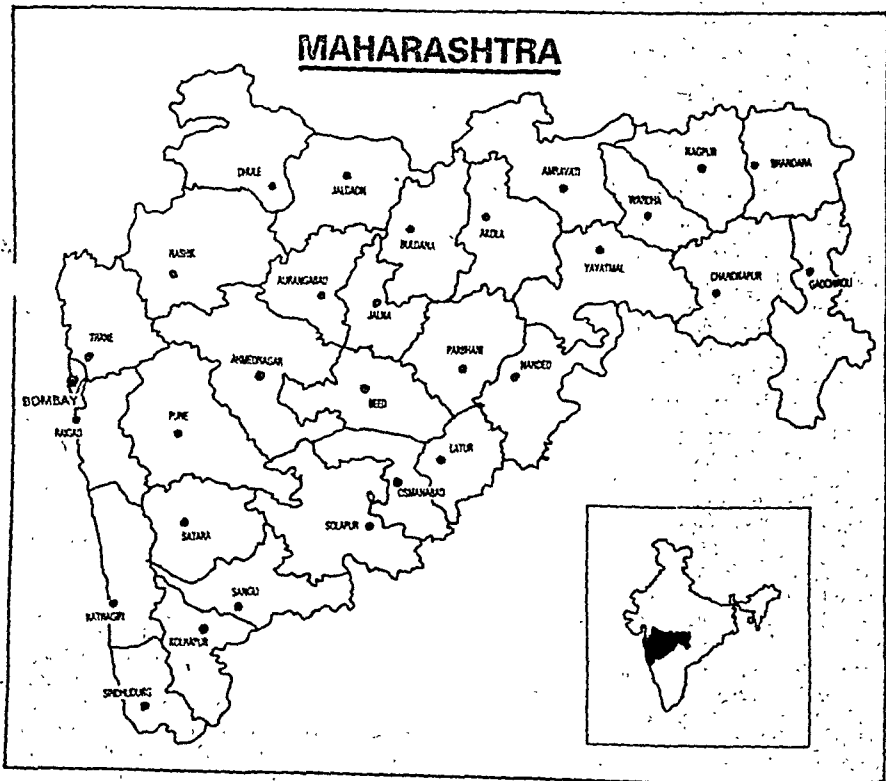 MAHARASHTRA
NAGPUR
BHANDARA
DHULE
JALGAON
AMRAVATI
WARDHA
BULDANA
AKOLA
NASHIK
YAVATMAL
AURANGABAD
CHANDRAPUR
GADCHIROLI
JALNA
THANE
AHMEDNAGAR
PARBHANI
NANDED
BOMBAY
BEED
RAIGAD
PUNE
LATUR
OSMANABAD
SATARA
SOLAPUR
SANGLI
RATNAGIRI
KOLHAPUR
SINDHUDURG